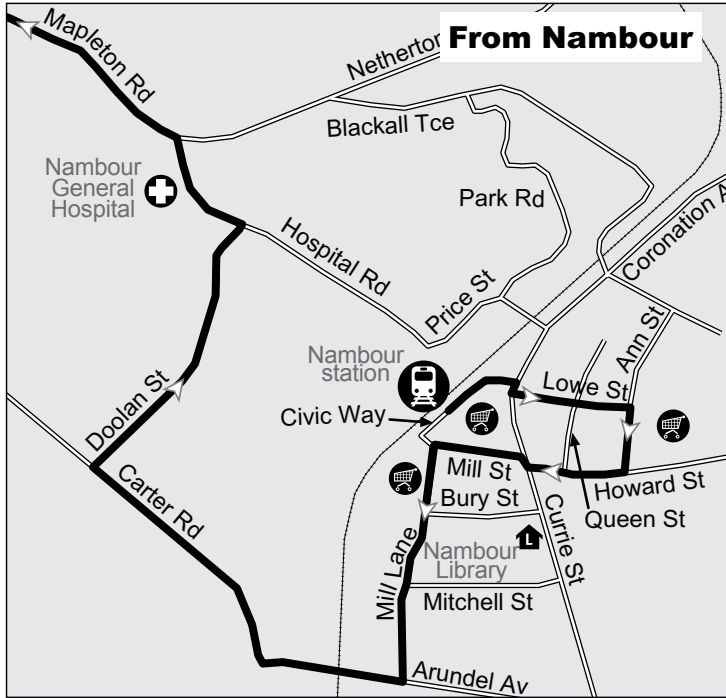 From Nambour
Mapleton Rd
Netherton
Blackall Tce
Nambour
General
Hospital
Park Rd
Coronation A
Hospital Rd
Price St
Ann St
Nambour
station
Lowe St
Civic Way
Doolan St
Mill St
Howard St
Bury St
Queen St
Carter Rd
Currie St
L
Nambour
Library
Mill Lane
Mitchell St
Arundel Av